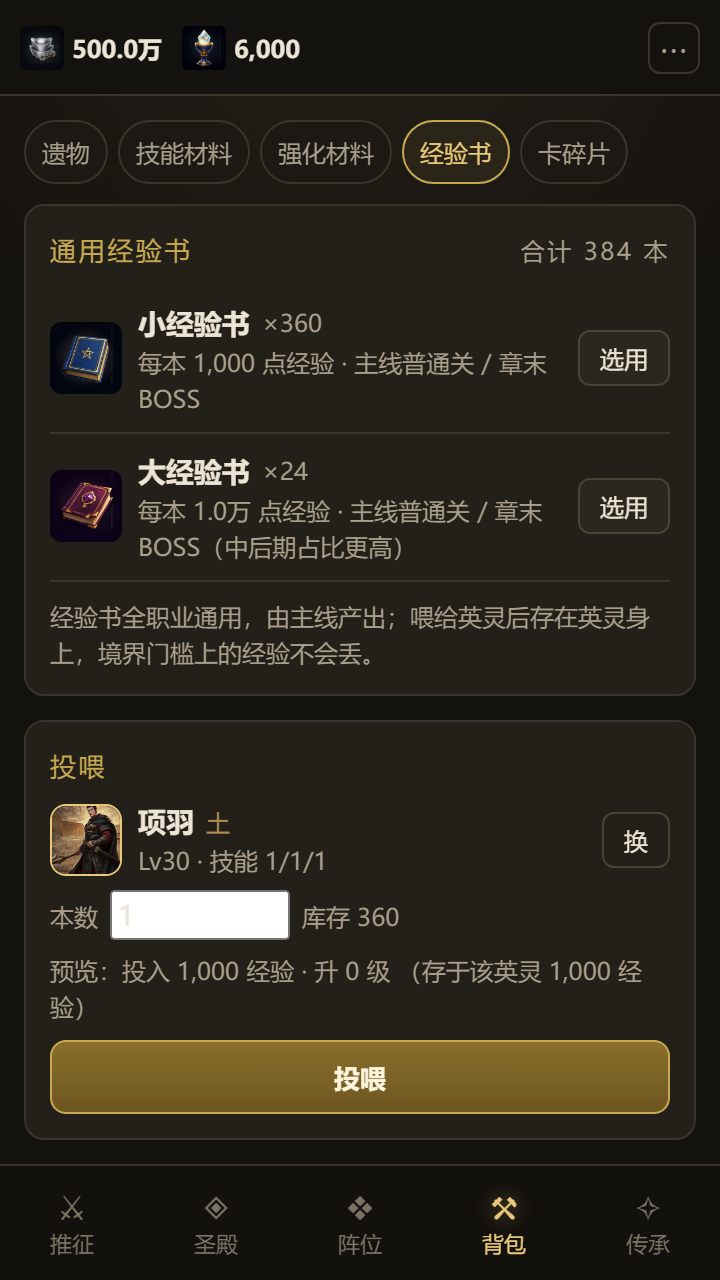 500.0万 6,000 ...
遗物 技能材料 强化材料 经验书 卡碎片
通用经验书 合计 384 本
小经验书 ×360
每本 1,000 点经验 · 主线普通关 / 章末
BOSS
选用
大经验书 ×24
每本 1.0万 点经验 · 主线普通关 / 章末
BOSS（中后期占比更高）
选用
经验书全职业通用，由主线产出；喂给英灵后存在英灵身
上，境界门槛上的经验不会丢。
投喂
项羽 土
Lv30 · 技能 1/1/1
换
本数 1 库存 360
预览：投入 1,000 经验 · 升 0 级 （存于该英灵 1,000 经
验）
投喂
推征 圣殿 阵位 背包 传承